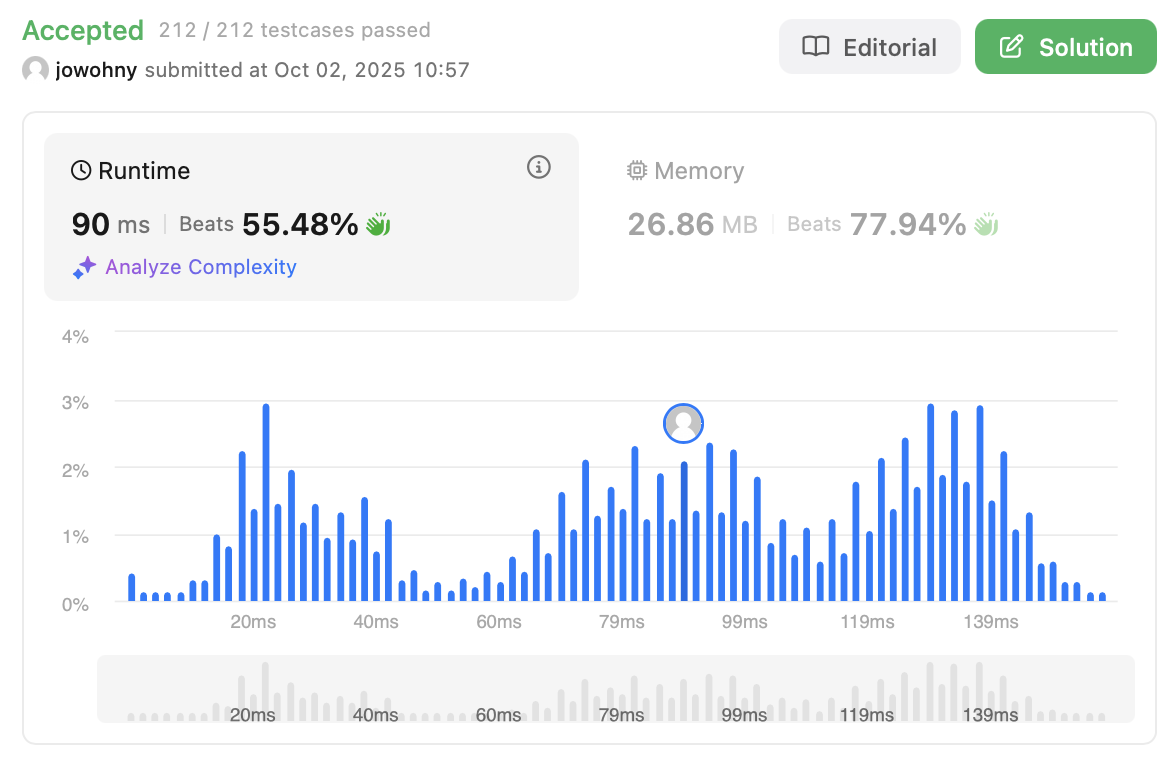 Accepted 212 / 212 testcases passed
jowohny submitted at Oct 02, 2025 10:57
Editorial
Solution
Runtime
90 ms Beats 55.48%
Analyze Complexity
Memory
26.86 MB Beats 77.94%
4%
3%
2%
1%
0%
20ms 40ms 60ms 79ms 99ms 119ms 139ms
20ms 40ms 60ms 79ms 99ms 119ms 139ms